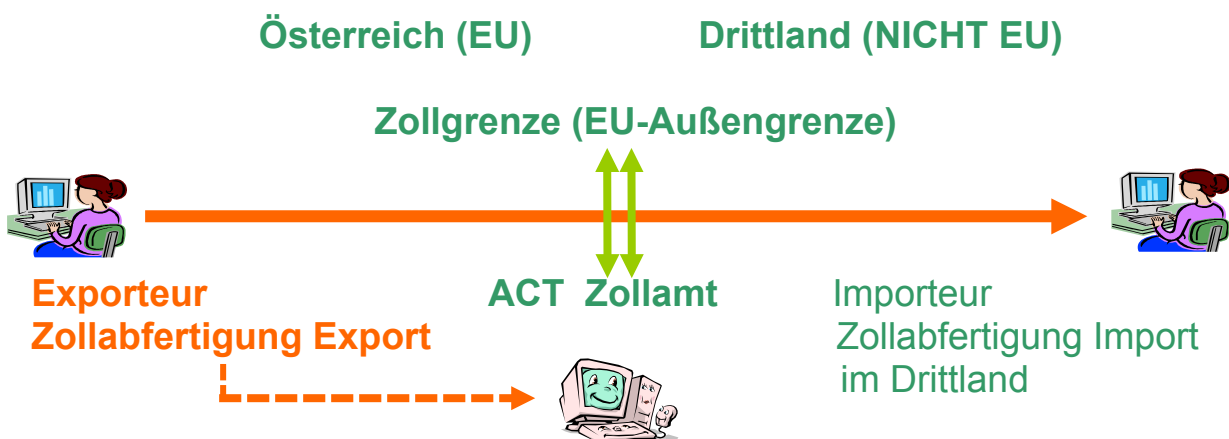 Österreich (EU) Drittland (NICHT EU)
Zollgrenze (EU-Außengrenze)
Exporteur ACT Zollamt Importeur
Zollabfertigung Export Zollabfertigung Import
im Drittland